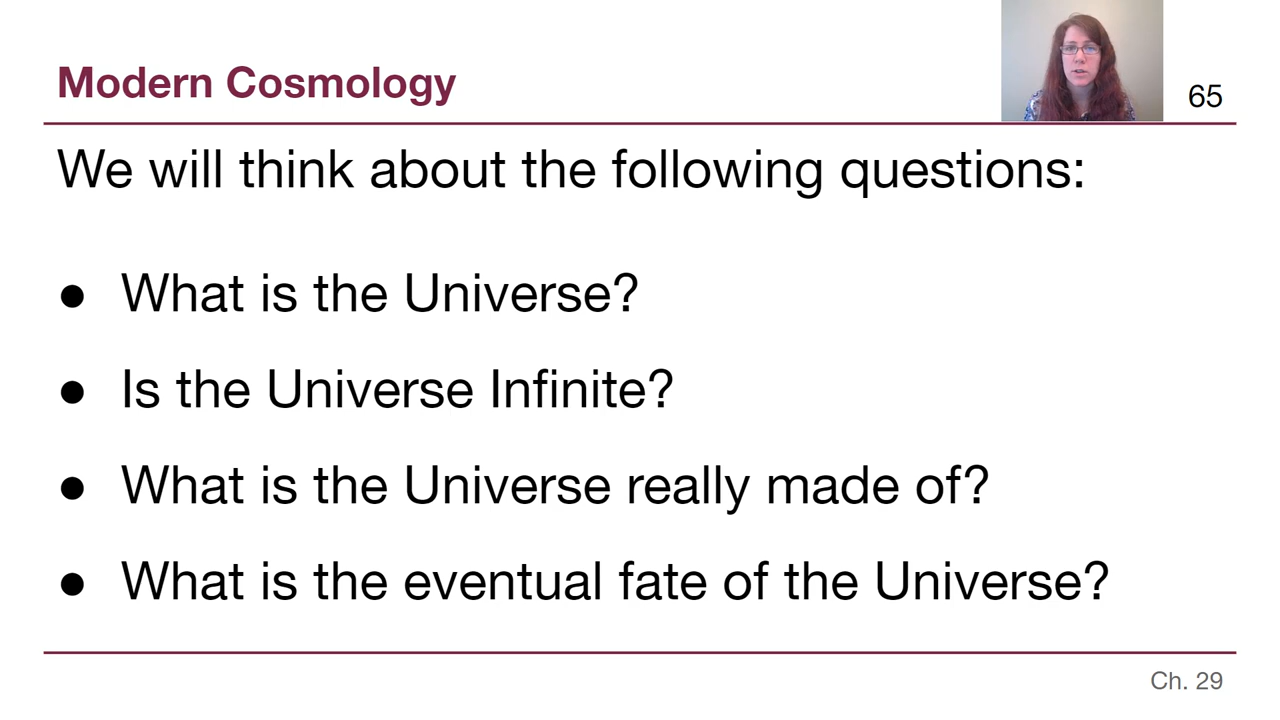 Modern Cosmology
65
We will think about the following questions:
● What is the Universe?
● Is the Universe Infinite?
● What is the Universe really made of?
● What is the eventual fate of the Universe?
Ch. 29